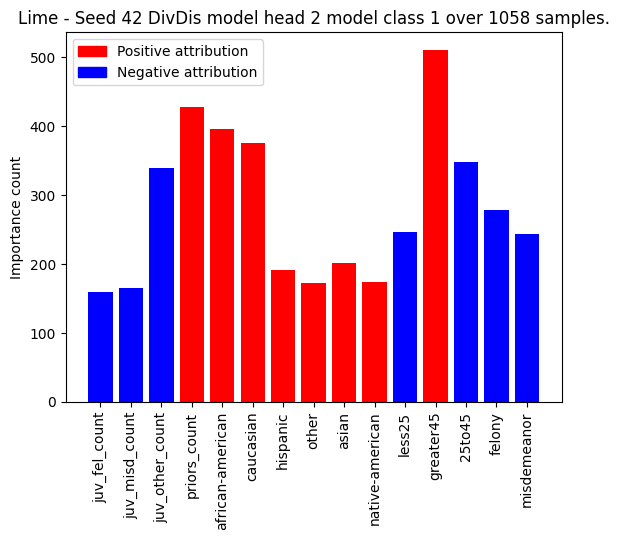 Lime - Seed 42 DivDis model head 2 model class 1 over 1058 samples.
Positive attribution
Negative attribution
Importance count
500
400
300
200
100
0
juv_fel_count
juv_misd_count
juv_other_count
priors_count
african-american
caucasian
hispanic
other
asian
native-american
less25
greater45
25to45
felony
misdemeanor